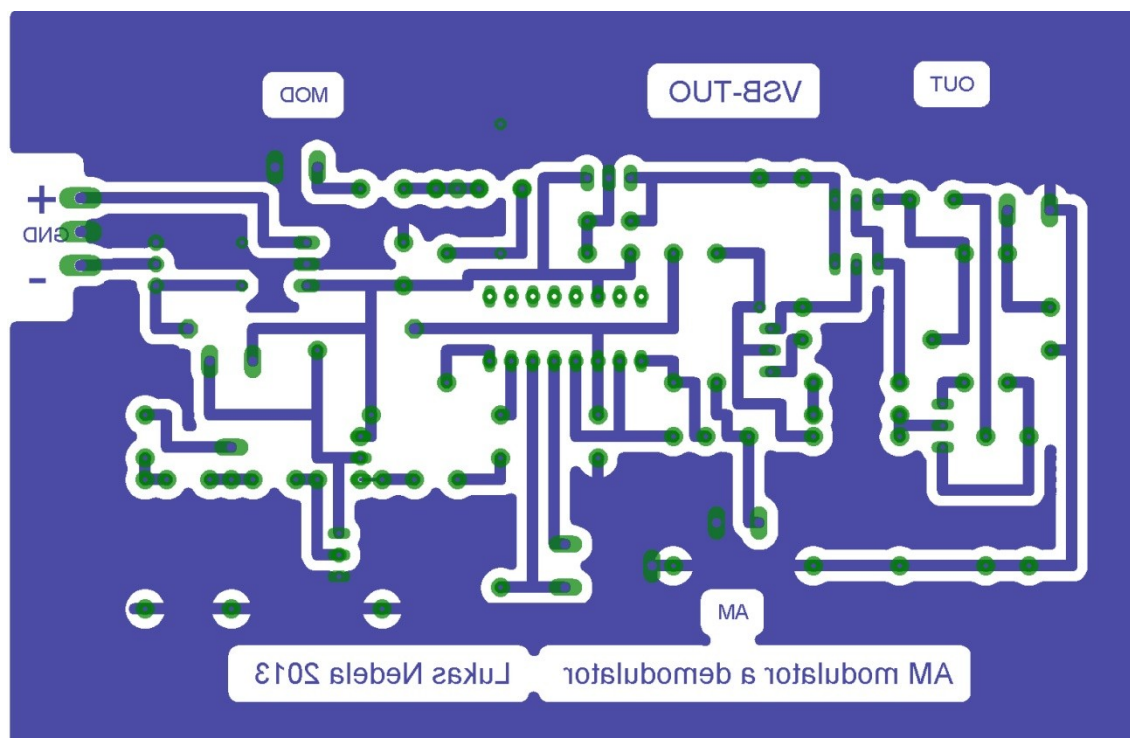 VSB-TUO
OUT
MOD
+
GND
-
AM
AM modulator a demodulator
Lukas Nedela 2013